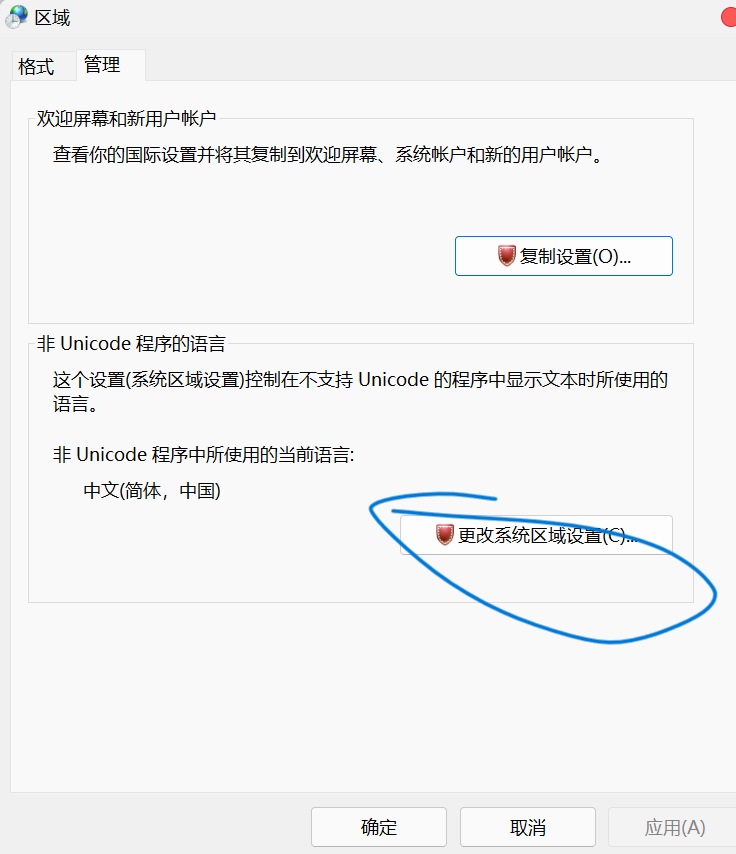 区域
格式
管理
欢迎屏幕和新用户帐户
查看你的国际设置并将其复制到欢迎屏幕、系统帐户和新的用户帐户。
复制设置(O)...
非 Unicode 程序的语言
这个设置(系统区域设置)控制在不支持 Unicode 的程序中显示文本时所使用的
语言。
非 Unicode 程序中所使用的当前语言:
中文(简体，中国)
更改系统区域设置(C)...
确定
取消
应用(A)